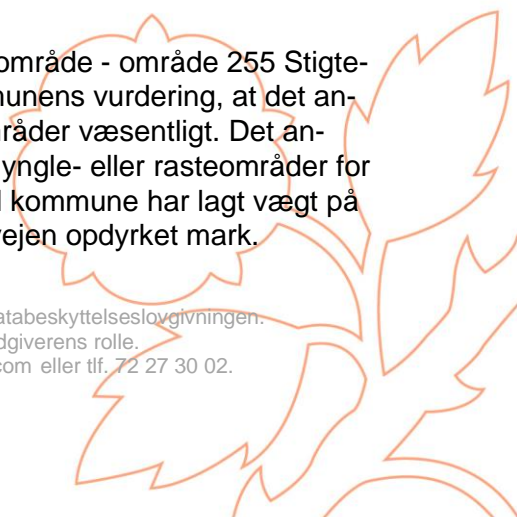 område - område 255 Stigte-
munens vurdering, at det an-
råder væsentligt. Det an-
yngle- eller rasteområder for
kommune har lagt vægt på
vejen opdyrket mark.
atabeskyttelseslovgivningen.
dgiverens rolle.
com eller tlf. 72 27 30 02.